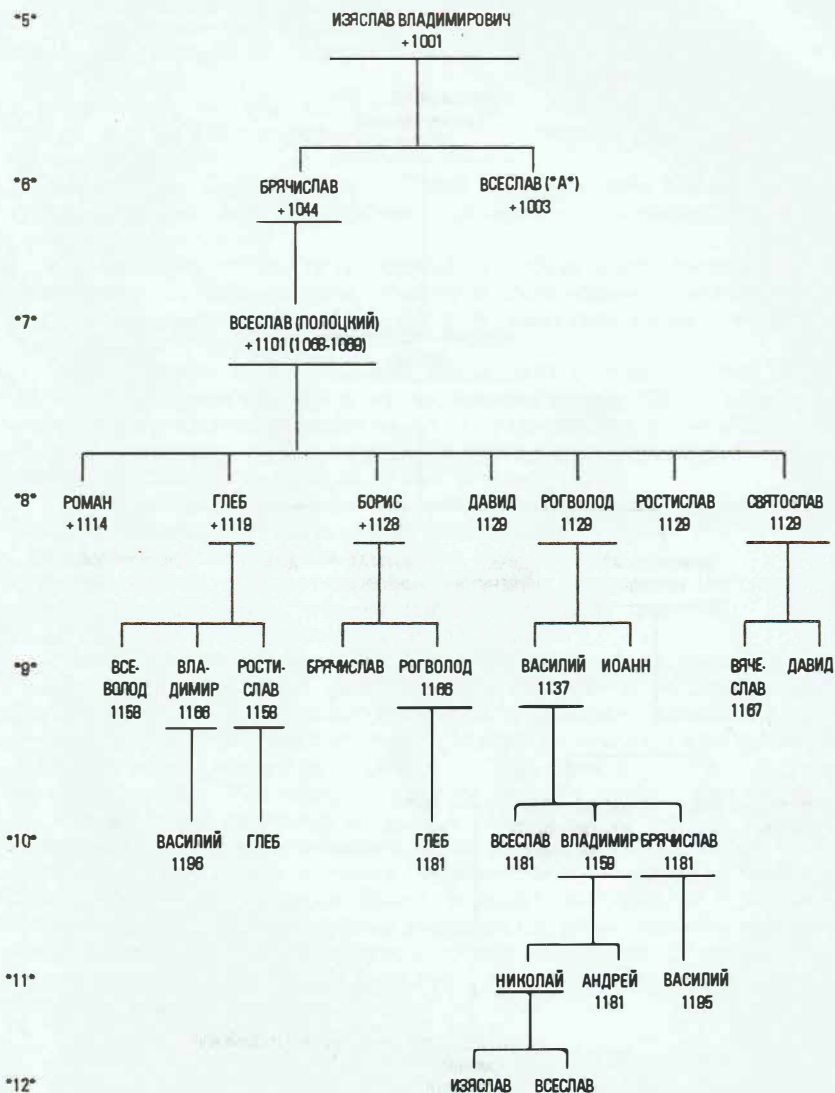 "5"
ИЗЯСЛАВ ВЛАДИМИРОВИЧ
+1001
"6"
БРЯЧИСЛАВ
+1044
ВСЕСЛАВ ("А")
+1003
"7"
ВСЕСЛАВ (ПОЛОЦКИЙ)
+1101 (1068-1069)
"8"
РОМАН
+1114
ГЛЕБ
+1119
БОРИС
+1128
ДАВИД
1129
РОГВОЛОД
1129
РОСТИСЛАВ
1129
СВЯТОСЛАВ
1129
"9"
ВСЕ-
ВОЛОД
1158
ВЛА-
ДИМИР
1166
РОСТИ-
СЛАВ
1158
БРЯЧИСЛАВ
РОГВОЛОД
1166
ВАСИЛИЙ
1137
ИОАНН
ВЯЧЕ-
СЛАВ
1167
ДАВИД
"10"
ВАСИЛИЙ
1196
ГЛЕБ
ГЛЕБ
1181
ВСЕСЛАВ
1181
ВЛАДИМИР
1159
БРЯЧИСЛАВ
1181
"11"
НИКОЛАЙ
АНДРЕЙ
1181
ВАСИЛИЙ
1195
"12"
ИЗЯСЛАВ
ВСЕСЛАВ